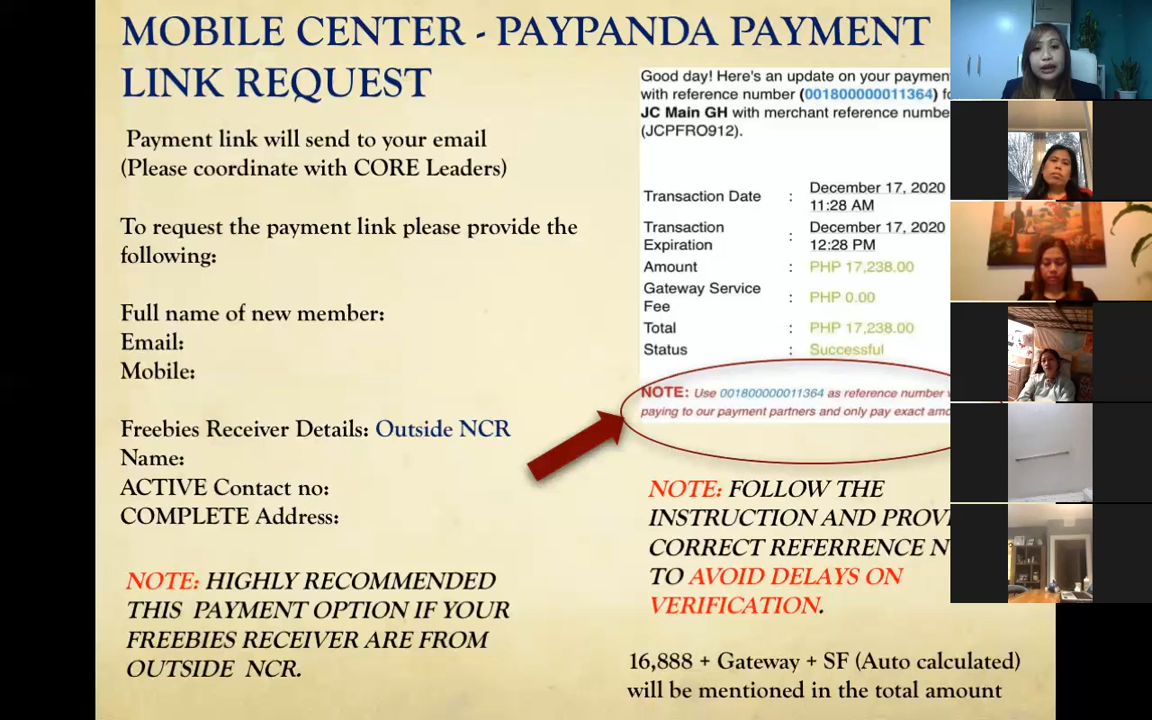 MOBILE CENTER - PAYPANDA PAYMENT
LINK REQUEST
Payment link will send to your email
(Please coordinate with CORE Leaders)
To request the payment link please provide the
following:
Full name of new member:
Email:
Mobile:
Freebies Receiver Details: Outside NCR
Name:
ACTIVE Contact no:
COMPLETE Address:
NOTE: HIGHLY RECOMMENDED
THIS PAYMENT OPTION IF YOUR
FREEBIES RECEIVER ARE FROM
OUTSIDE NCR.
Good day! Here's an update on your payment
with reference number (001800000011364)
JC Main GH with merchant reference numbe
(JCPFRO912).
Transaction Date : December 17, 2020
11:28 AM
Transaction
Expiration : December 17, 2020
12:28 PM
Amount : PHP 17,238.00
Gateway Service
Fee : PHP 0.00
Total : PHP 17,238.00
Status : Successful
NOTE: Use 001800000011364 as reference number
paying to our payment partners and only pay exact amo
NOTE: FOLLOW THE
INSTRUCTION AND PROVI
CORRECT REFERRENCE N
TO AVOID DELAYS ON
VERIFICATION.
16,888 + Gateway + SF (Auto calculated)
will be mentioned in the total amount